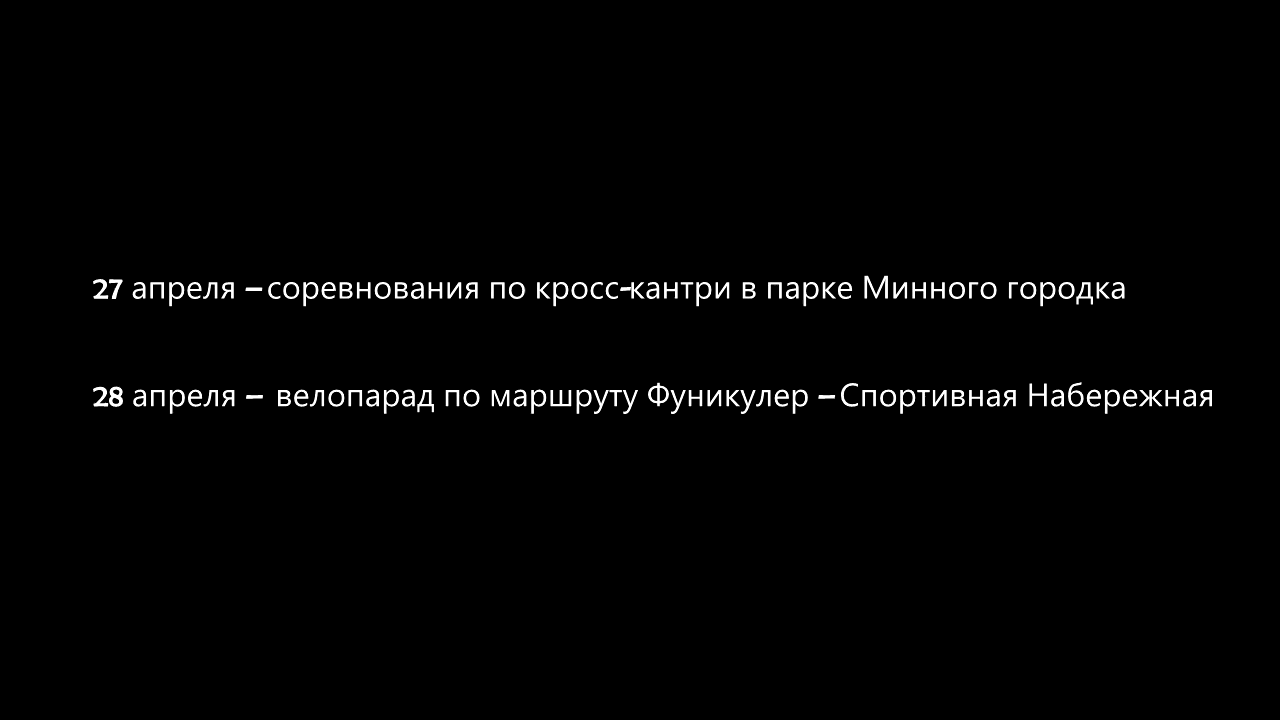 27 апреля – соревнования по кросс-кантри в парке Минного городка
28 апреля – велопарад по маршруту Фуникулер – Спортивная Набережная